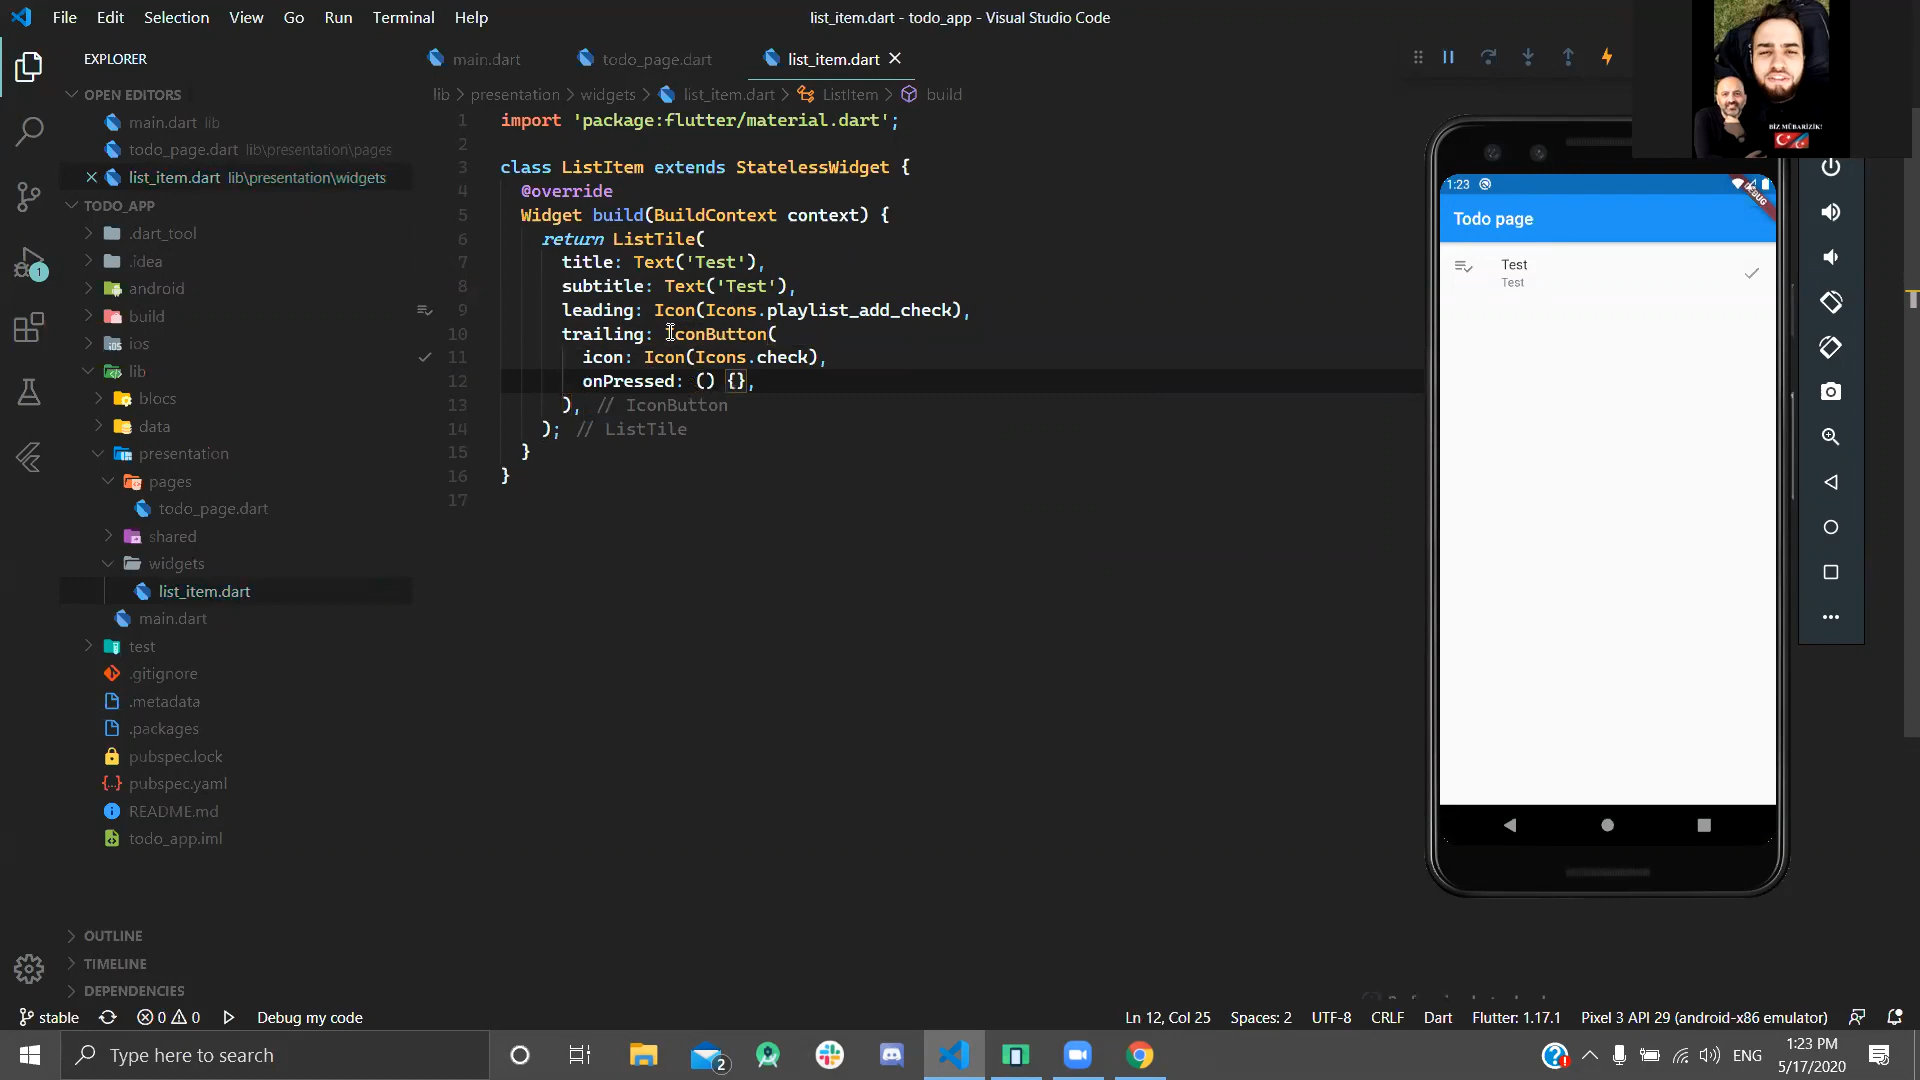 File Edit Selection View Go Run Terminal Help
list_item.dart - todo_app - Visual Studio Code
EXPLORER
OPEN EDITORS
main.dart lib
todo_page.dart lib\presentation\pages
list_item.dart lib\presentation\widgets
TODO_APP
.dart_tool
.idea
android
build
ios
lib
blocs
data
presentation
pages
todo_page.dart
shared
widgets
list_item.dart
main.dart
test
.gitignore
.metadata
.packages
pubspec.lock
pubspec.yaml
README.md
todo_app.iml
OUTLINE
TIMELINE
DEPENDENCIES
main.dart todo_page.dart list_item.dart
lib > presentation > widgets > list_item.dart > ListItem > build
1 import 'package:flutter/material.dart';
2
3 class ListItem extends StatelessWidget {
4 @override
5 Widget build(BuildContext context) {
6 return ListTile(
7 title: Text('Test'),
8 subtitle: Text('Test'),
9 leading: Icon(Icons.playlist_add_check),
10 trailing: IconButton(
11 icon: Icon(Icons.check),
12 onPressed: () {},
13 ), // IconButton
14 ); // ListTile
15 }
16 }
17
BİZ MÜBARİZİK!
1:23
DEBUG
Todo page
Test
Test
1
stable 0 0 Debug my code
Ln 12, Col 25 Spaces: 2 UTF-8 CRLF Dart Flutter: 1.17.1 Pixel 3 API 29 (android-x86 emulator)
Type here to search
2
ENG
1:23 PM
5/17/2020